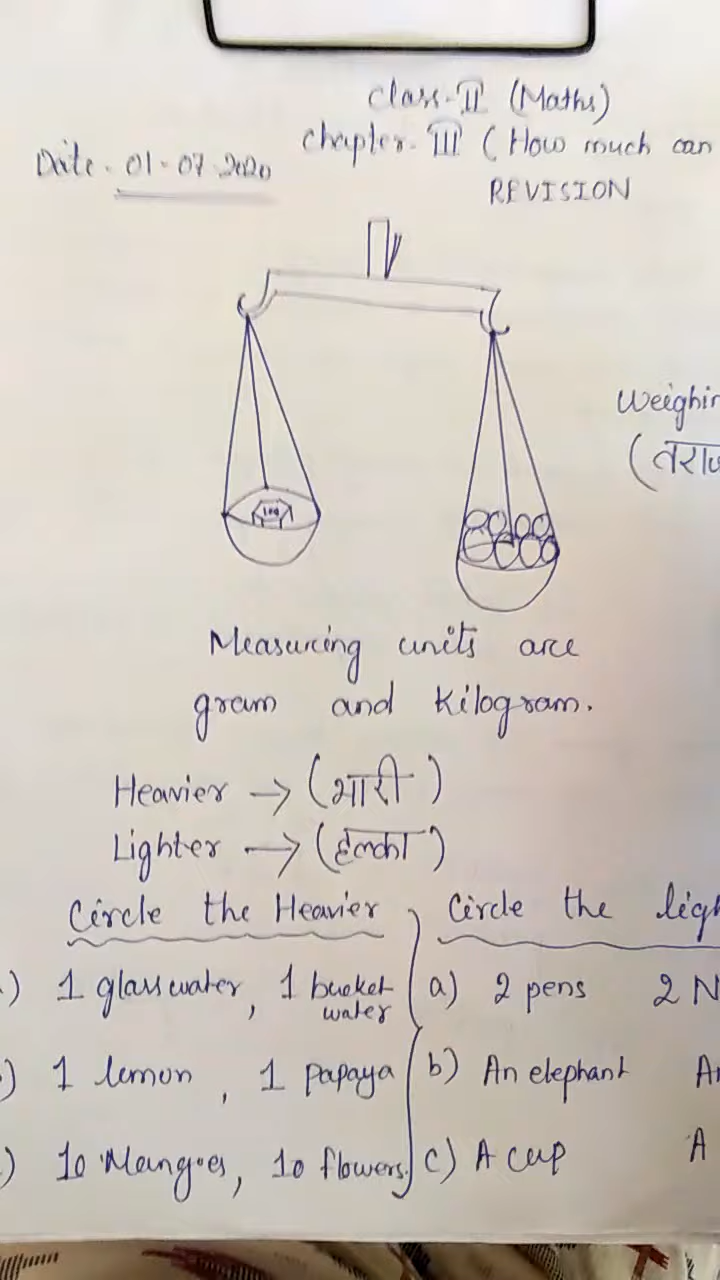 Class-II (Maths)
Date - 01-07-2020
Chapter-III (How much can
REVISION
Weighin
(तराज
100
Measuring units are
gram and Kilogram.
Heavier → (भारी)
Lighter → (हल्का)
Circle the Heavier
1 glass water, 1 bucket water
1 lemon, 1 papaya
10 Mangoes, 10 flowers
Circle the ligh
a) 2 pens 2 N
b) An elephant An
c) A cup A